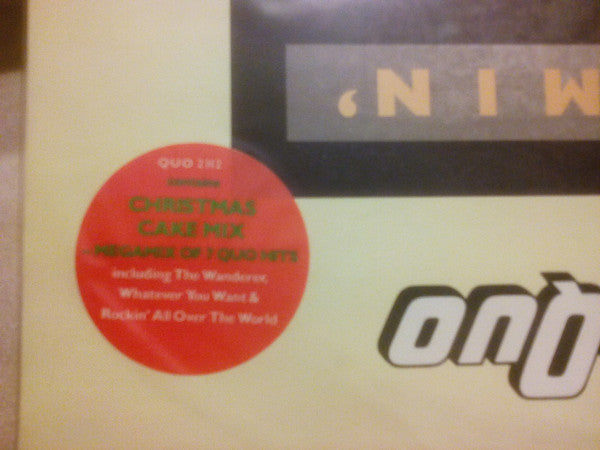 MIN'
QUO
CHRISTMAS
CAKE MIX
MEGAMIX OF 7 QUO HITS
including The Wanderer,
Whatever You Want &
Rockin' All Over The World
Quo